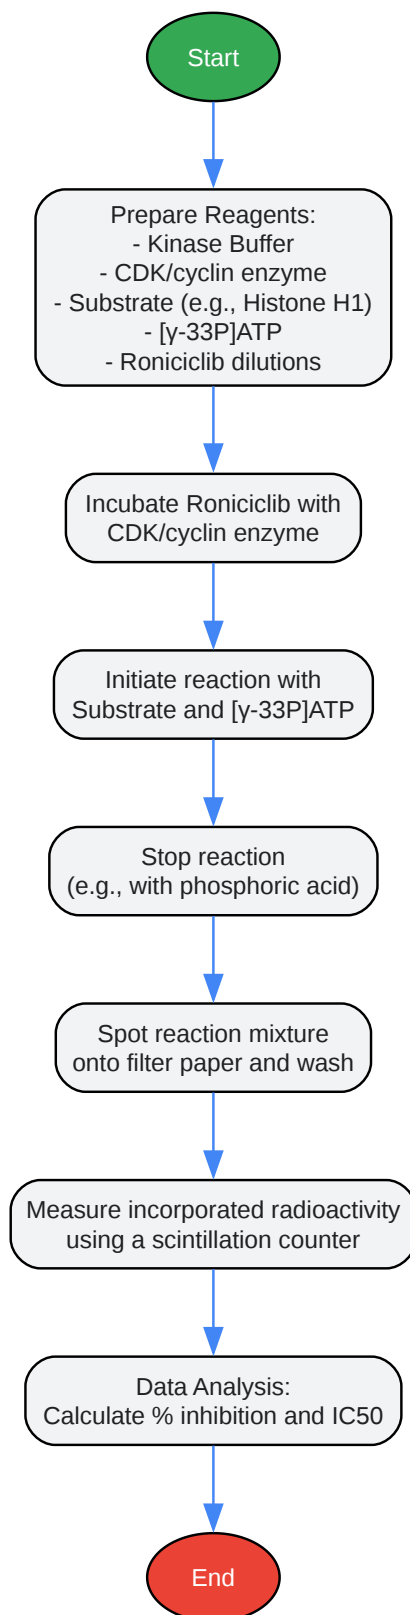 Start
Prepare Reagents:
- Kinase Buffer
- CDK/cyclin enzyme
- Substrate (e.g., Histone H1)
- [γ-33P]ATP
- Roniciclib dilutions
Incubate Roniciclib with
CDK/cyclin enzyme
Initiate reaction with
Substrate and [γ-33P]ATP
Stop reaction
(e.g., with phosphoric acid)
Spot reaction mixture
onto filter paper and wash
Measure incorporated radioactivity
using a scintillation counter
Data Analysis:
Calculate % inhibition and IC50
End